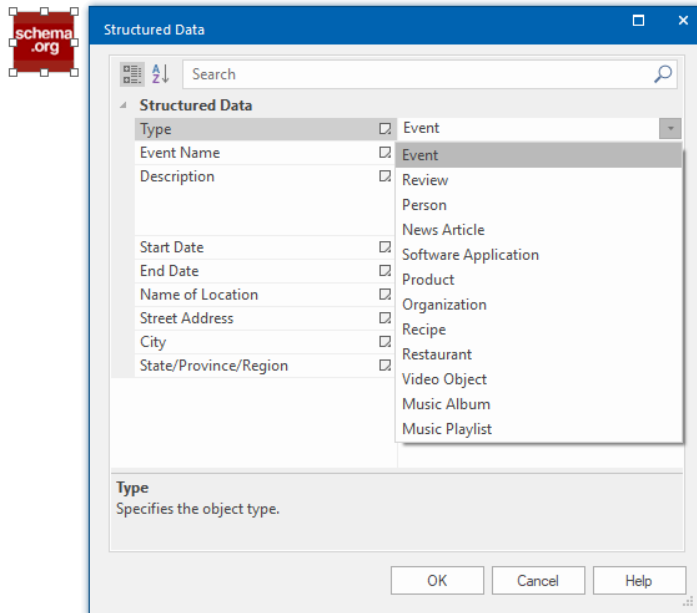 schema
.org
Structured Data
Search
Structured Data
Type
Event
Event Name
Event
Description
Review
Person
News Article
Start Date
Software Application
End Date
Product
Name of Location
Organization
Street Address
Recipe
City
Restaurant
State/Province/Region
Video Object
Music Album
Music Playlist
Type
Specifies the object type.
OK
Cancel
Help